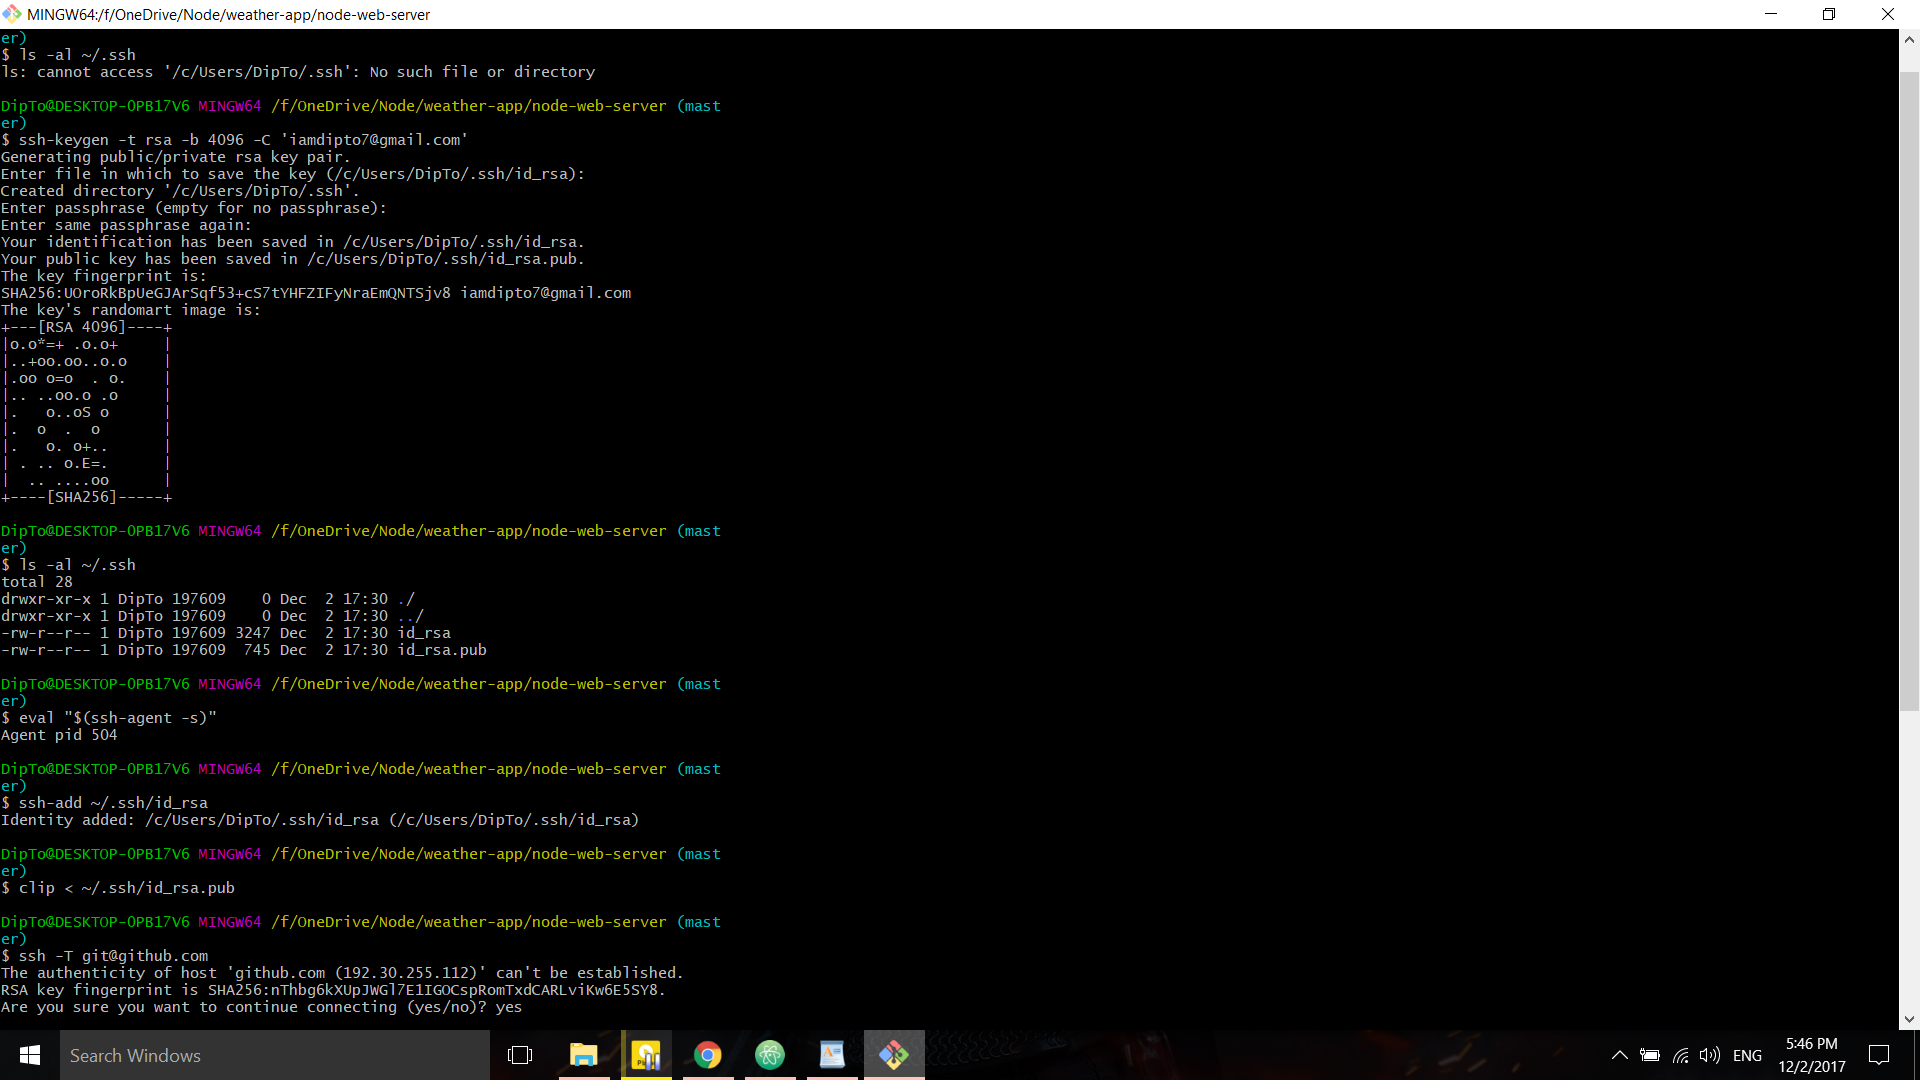 MINGW64:/f/OneDrive/Node/weather-app/node-web-server
er)
$ ls -al ~/.ssh
ls: cannot access '/c/Users/DipTo/.ssh': No such file or directory
DipTo@DESKTOP-OPB17V6 MINGW64 /f/OneDrive/Node/weather-app/node-web-server (mast
er)
$ ssh-keygen -t rsa -b 4096 -C 'iamdipto7@gmail.com'
Generating public/private rsa key pair.
Enter file in which to save the key (/c/Users/DipTo/.ssh/id_rsa):
Created directory '/c/Users/DipTo/.ssh'.
Enter passphrase (empty for no passphrase):
Enter same passphrase again:
Your identification has been saved in /c/Users/DipTo/.ssh/id_rsa.
Your public key has been saved in /c/Users/DipTo/.ssh/id_rsa.pub.
The key fingerprint is:
SHA256:UOroRkBpUeGJArSqf53+cS7tYHFZIFyNraEmQNTSjv8 iamdipto7@gmail.com
The key's randomart image is:
+---[RSA 4096]----+
|o.o*=+ .o.o+     |
|..+oo.oo..o.o    |
|.oo o=o  . o.    |
|.. ..oo.o .o     |
|.   o..oS o      |
|.  o  .  o       |
|.   o. o+..      |
| . .. o.E=.      |
|  .. ....oo      |
+----[SHA256]-----+
DipTo@DESKTOP-OPB17V6 MINGW64 /f/OneDrive/Node/weather-app/node-web-server (mast
er)
$ ls -al ~/.ssh
total 28
drwxr-xr-x 1 DipTo 197609    0 Dec  2 17:30 ./
drwxr-xr-x 1 DipTo 197609    0 Dec  2 17:30 ../
-rw-r--r-- 1 DipTo 197609 3247 Dec  2 17:30 id_rsa
-rw-r--r-- 1 DipTo 197609  745 Dec  2 17:30 id_rsa.pub
DipTo@DESKTOP-OPB17V6 MINGW64 /f/OneDrive/Node/weather-app/node-web-server (mast
er)
$ eval "$(ssh-agent -s)"
Agent pid 504
DipTo@DESKTOP-OPB17V6 MINGW64 /f/OneDrive/Node/weather-app/node-web-server (mast
er)
$ ssh-add ~/.ssh/id_rsa
Identity added: /c/Users/DipTo/.ssh/id_rsa (/c/Users/DipTo/.ssh/id_rsa)
DipTo@DESKTOP-OPB17V6 MINGW64 /f/OneDrive/Node/weather-app/node-web-server (mast
er)
$ clip < ~/.ssh/id_rsa.pub
DipTo@DESKTOP-OPB17V6 MINGW64 /f/OneDrive/Node/weather-app/node-web-server (mast
er)
$ ssh -T git@github.com
The authenticity of host 'github.com (192.30.255.112)' can't be established.
RSA key fingerprint is SHA256:nThbg6kXUpJWGl7E1IGOCspRomTxdCARLviKw6E5SY8.
Are you sure you want to continue connecting (yes/no)? yes
Search Windows
ENG
5:46 PM
12/2/2017